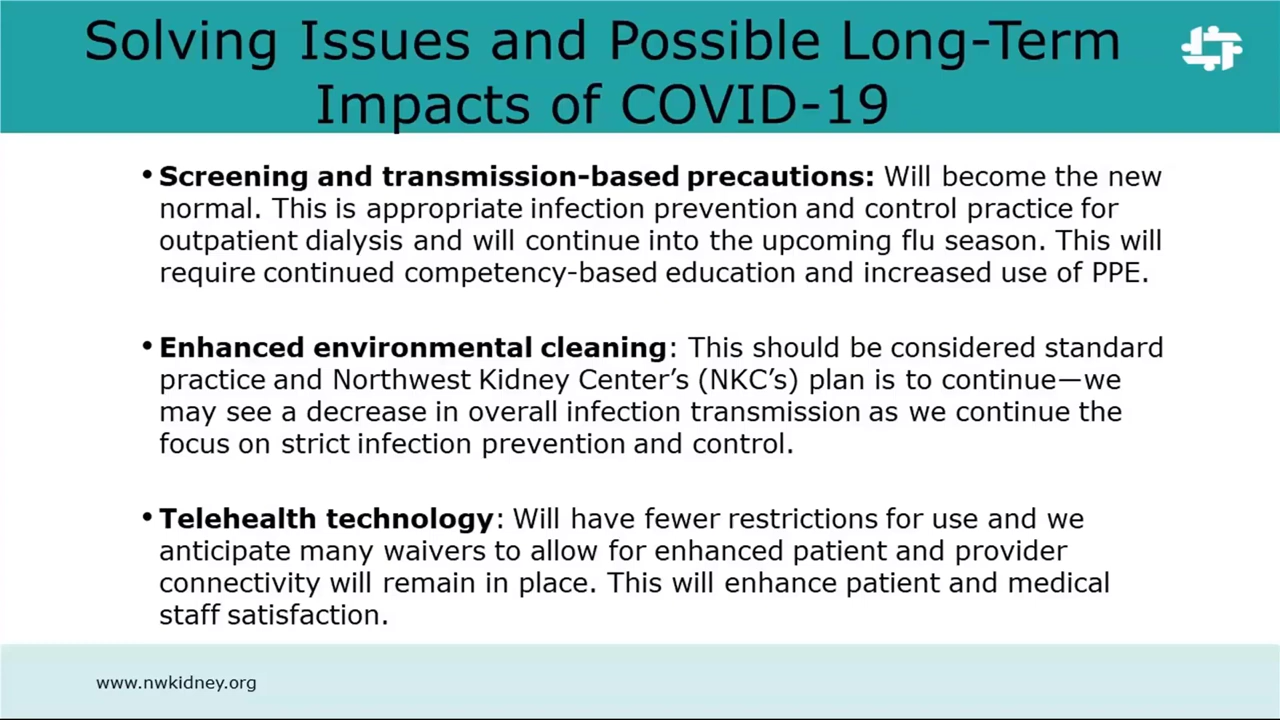 Solving Issues and Possible Long-Term
Impacts of COVID-19
• Screening and transmission-based precautions: Will become the new
normal. This is appropriate infection prevention and control practice for
outpatient dialysis and will continue into the upcoming flu season. This will
require continued competency-based education and increased use of PPE.
• Enhanced environmental cleaning: This should be considered standard
practice and Northwest Kidney Center’s (NKC’s) plan is to continue—we
may see a decrease in overall infection transmission as we continue the
focus on strict infection prevention and control.
• Telehealth technology: Will have fewer restrictions for use and we
anticipate many waivers to allow for enhanced patient and provider
connectivity will remain in place. This will enhance patient and medical
staff satisfaction.
www.nwkidney.org